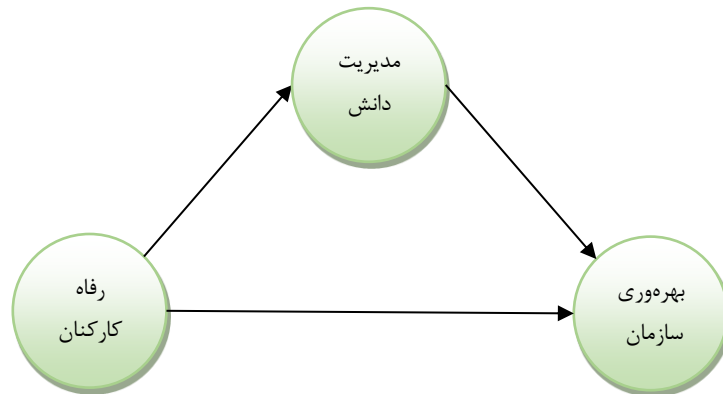 مدیریت
دانش
رفاه
کارکنان
بهره‌وری
سازمان